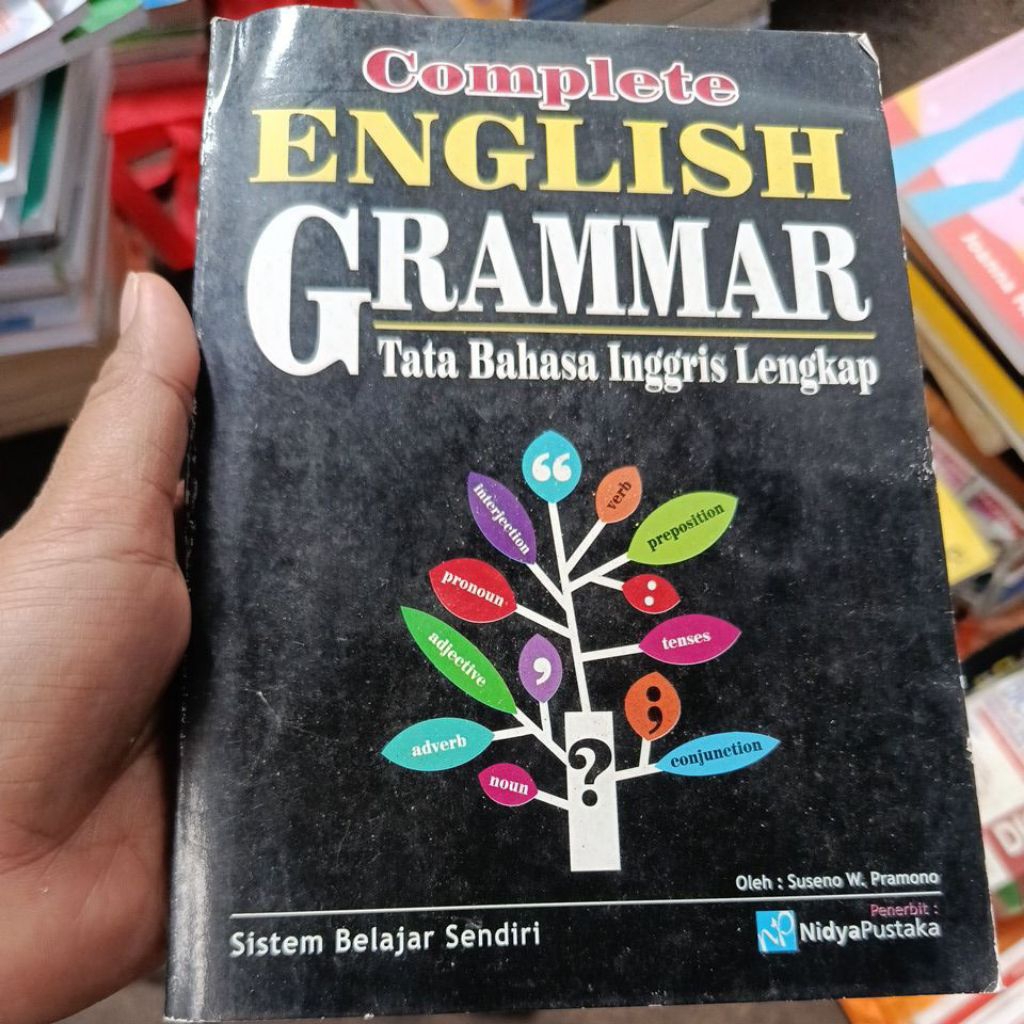 Complete
ENGLISH
GRAMMAR
Tata Bahasa Inggris Lengkap
“
interjection
verb
preposition
pronoun
:
adjective
,
tenses
;
adverb
?
conjunction
noun
Oleh : Suseno W. Pramono
Sistem Belajar Sendiri
Penerbit :
NP NidyaPustaka